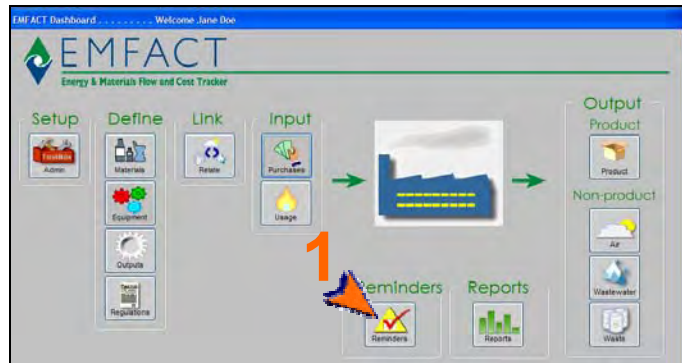 EMFACT Dashboard . . . . . . . . . Welcome Jane Doe
EMFACT
Energy & Materials Flow and Cost Tracker
Setup
Define
Link
Input
Output
Product
Admin
Materials
Relate
Purchases
Product
Non-product
Equipment
Usage
Air
Outputs
1
Reminders
Reports
Wastewater
Regulations
Reminders
Reports
Waste